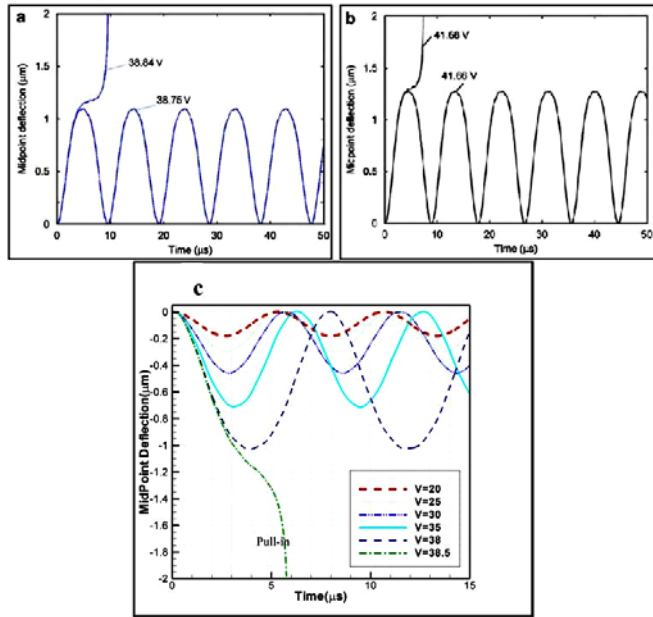 a
2
1.5
1
0.5
0
Midpoint deflection (μm)
38.84 V
38.75 V
0 10 20 30 40 50
Time (μs)
b
2
1.5
1
0.5
0
Midpoint deflection (μm)
41.68 V
41.66 V
0 10 20 30 40 50
Time (μs)
c
0
-0.2
-0.4
-0.6
-0.8
-1
-1.2
-1.4
-1.6
-1.8
-2
MidPoint Deflection(μm)
V=20
V=25
V=30
V=35
V=38
V=38.5
Pull-in
0 5 10 15
Time(μs)